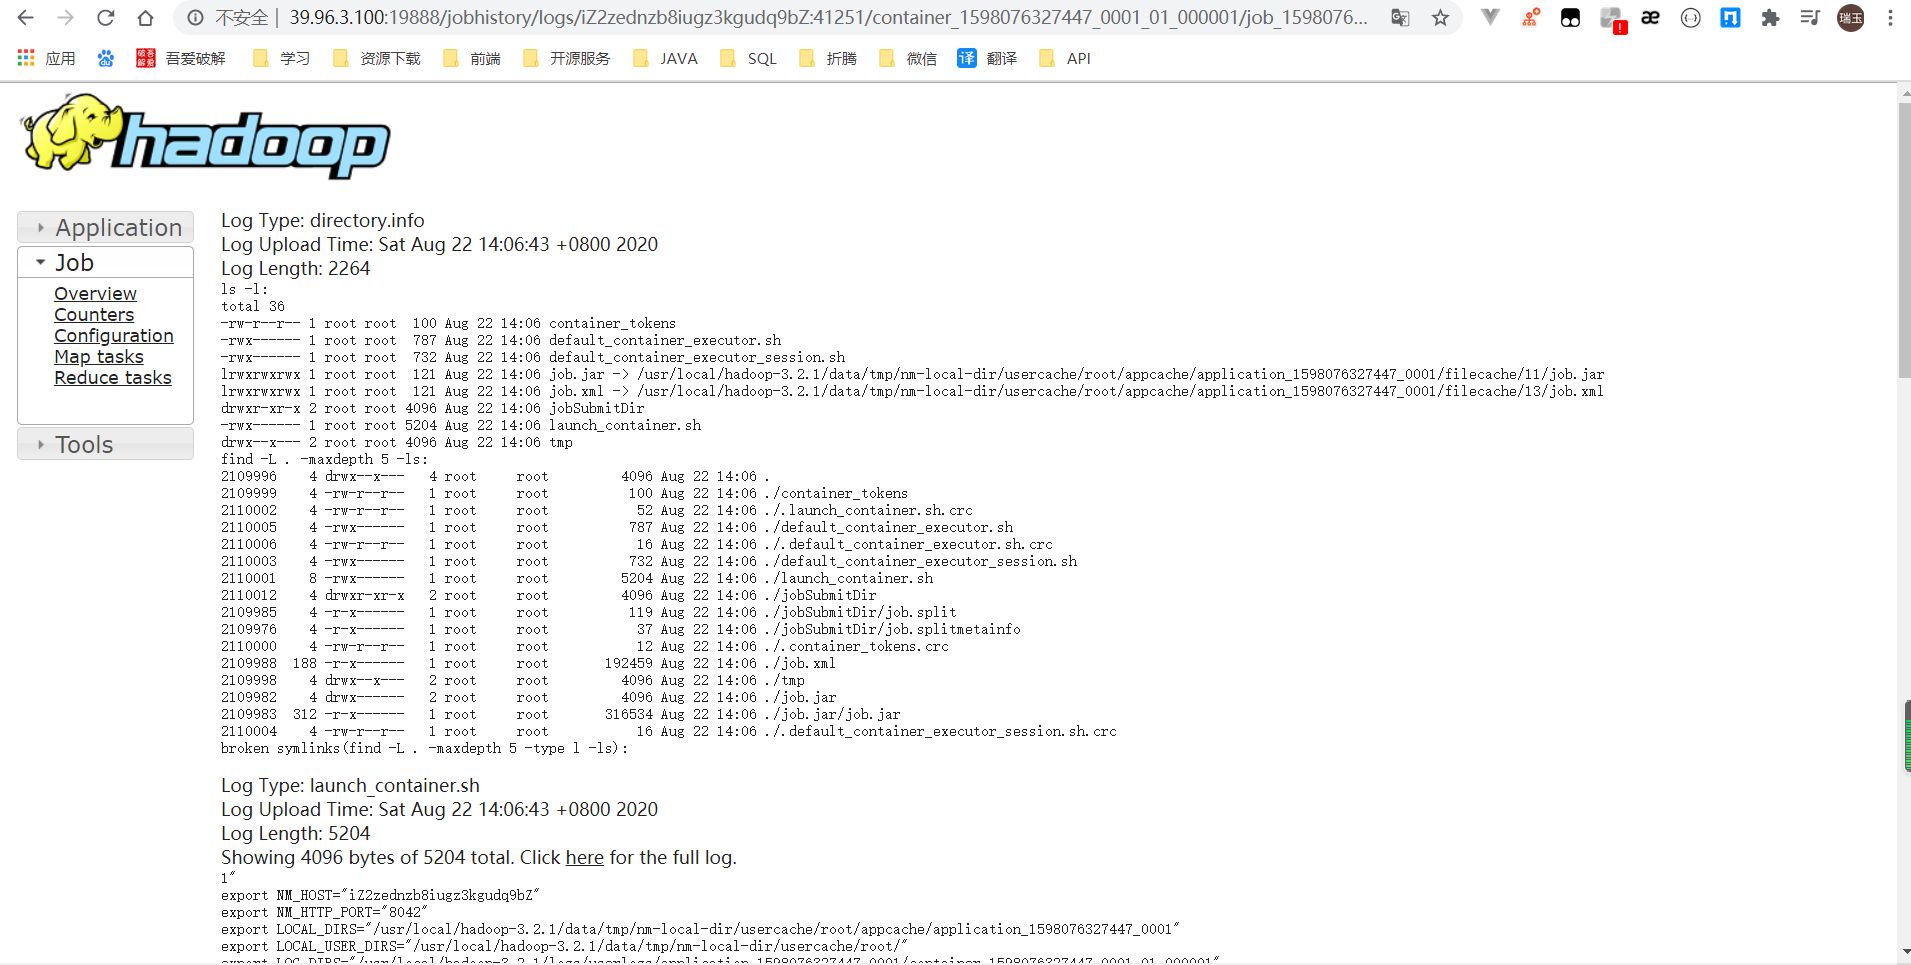 不安全 | 39.96.3.100:19888/jobhistory/logs/iZ2zednzb8iugz3kgudq9bZ:41251/container_1598076327447_0001_01_000001/job_1598076...
瑞玉
应用 吾爱破解 学习 资源下载 前端 开源服务 JAVA SQL 折腾 微信 译 翻译 API
hadoop
Application
Job
Overview
Counters
Configuration
Map tasks
Reduce tasks
Tools
Log Type: directory.info
Log Upload Time: Sat Aug 22 14:06:43 +0800 2020
Log Length: 2264
ls -l:
total 36
-rw-r--r-- 1 root root  100 Aug 22 14:06 container_tokens
-rwx------ 1 root root  787 Aug 22 14:06 default_container_executor.sh
-rwx------ 1 root root  732 Aug 22 14:06 default_container_executor_session.sh
lrwxrwxrwx 1 root root  121 Aug 22 14:06 job.jar -> /usr/local/hadoop-3.2.1/data/tmp/nm-local-dir/usercache/root/appcache/application_1598076327447_0001/filecache/11/job.jar
lrwxrwxrwx 1 root root  121 Aug 22 14:06 job.xml -> /usr/local/hadoop-3.2.1/data/tmp/nm-local-dir/usercache/root/appcache/application_1598076327447_0001/filecache/13/job.xml
drwxr-xr-x 2 root root 4096 Aug 22 14:06 jobSubmitDir
-rwx------ 1 root root 5204 Aug 22 14:06 launch_container.sh
drwx--x--- 2 root root 4096 Aug 22 14:06 tmp
find -L . -maxdepth 5 -ls:
2109996    4 drwx--x---   4 root     root         4096 Aug 22 14:06 .
2109999    4 -rw-r--r--   1 root     root          100 Aug 22 14:06 ./container_tokens
2110002    4 -rw-r--r--   1 root     root           52 Aug 22 14:06 ./.launch_container.sh.crc
2110005    4 -rwx------   1 root     root          787 Aug 22 14:06 ./default_container_executor.sh
2110006    4 -rw-r--r--   1 root     root           16 Aug 22 14:06 ./.default_container_executor.sh.crc
2110003    4 -rwx------   1 root     root          732 Aug 22 14:06 ./default_container_executor_session.sh
2110001    8 -rwx------   1 root     root         5204 Aug 22 14:06 ./launch_container.sh
2110012    4 drwxr-xr-x   2 root     root         4096 Aug 22 14:06 ./jobSubmitDir
2109985    4 -r-x------   1 root     root          119 Aug 22 14:06 ./jobSubmitDir/job.split
2109976    4 -r-x------   1 root     root           37 Aug 22 14:06 ./jobSubmitDir/job.splitmetainfo
2110000    4 -rw-r--r--   1 root     root           12 Aug 22 14:06 ./.container_tokens.crc
2109988  188 -r-x------   1 root     root       192459 Aug 22 14:06 ./job.xml
2109998    4 drwx--x---   2 root     root         4096 Aug 22 14:06 ./tmp
2109982    4 drwx------   2 root     root         4096 Aug 22 14:06 ./job.jar
2109983  312 -r-x------   1 root     root       316534 Aug 22 14:06 ./job.jar/job.jar
2110004    4 -rw-r--r--   1 root     root           16 Aug 22 14:06 ./.default_container_executor_session.sh.crc
broken symlinks(find -L . -maxdepth 5 -type l -ls):
Log Type: launch_container.sh
Log Upload Time: Sat Aug 22 14:06:43 +0800 2020
Log Length: 5204
Showing 4096 bytes of 5204 total. Click here for the full log.
1"
export NM_HOST="iZ2zednzb8iugz3kgudq9bZ"
export NM_HTTP_PORT="8042"
export LOCAL_DIRS="/usr/local/hadoop-3.2.1/data/tmp/nm-local-dir/usercache/root/appcache/application_1598076327447_0001"
export LOCAL_USER_DIRS="/usr/local/hadoop-3.2.1/data/tmp/nm-local-dir/usercache/root/"
export LOG_DIRS="/usr/local/hadoop-3.2.1/logs/userlogs/application_1598076327447_0001/container_1598076327447_0001_01_000001"